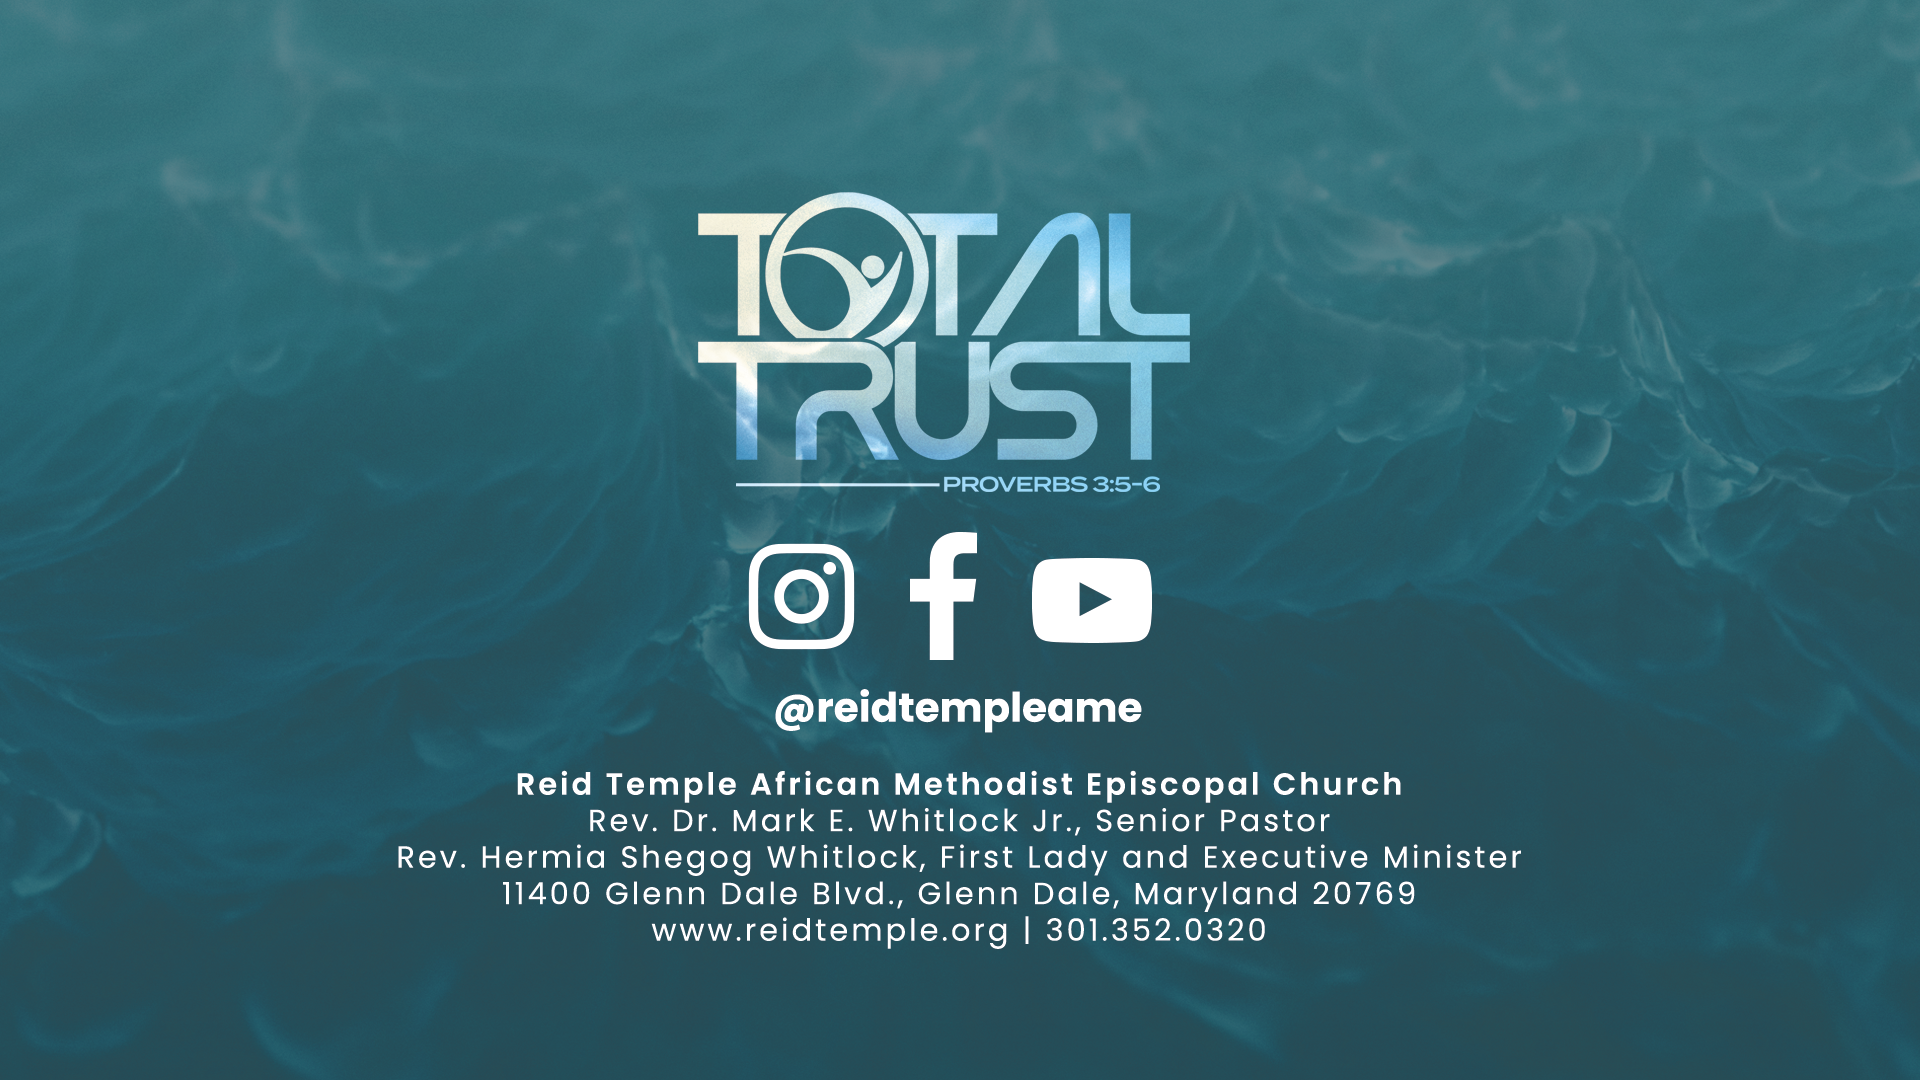 TOTAL
TRUST
PROVERBS 3:5-6
@reidtempleame
Reid Temple African Methodist Episcopal Church
Rev. Dr. Mark E. Whitlock Jr., Senior Pastor
Rev. Hermia Shegog Whitlock, First Lady and Executive Minister
11400 Glenn Dale Blvd., Glenn Dale, Maryland 20769
www.reidtemple.org | 301.352.0320